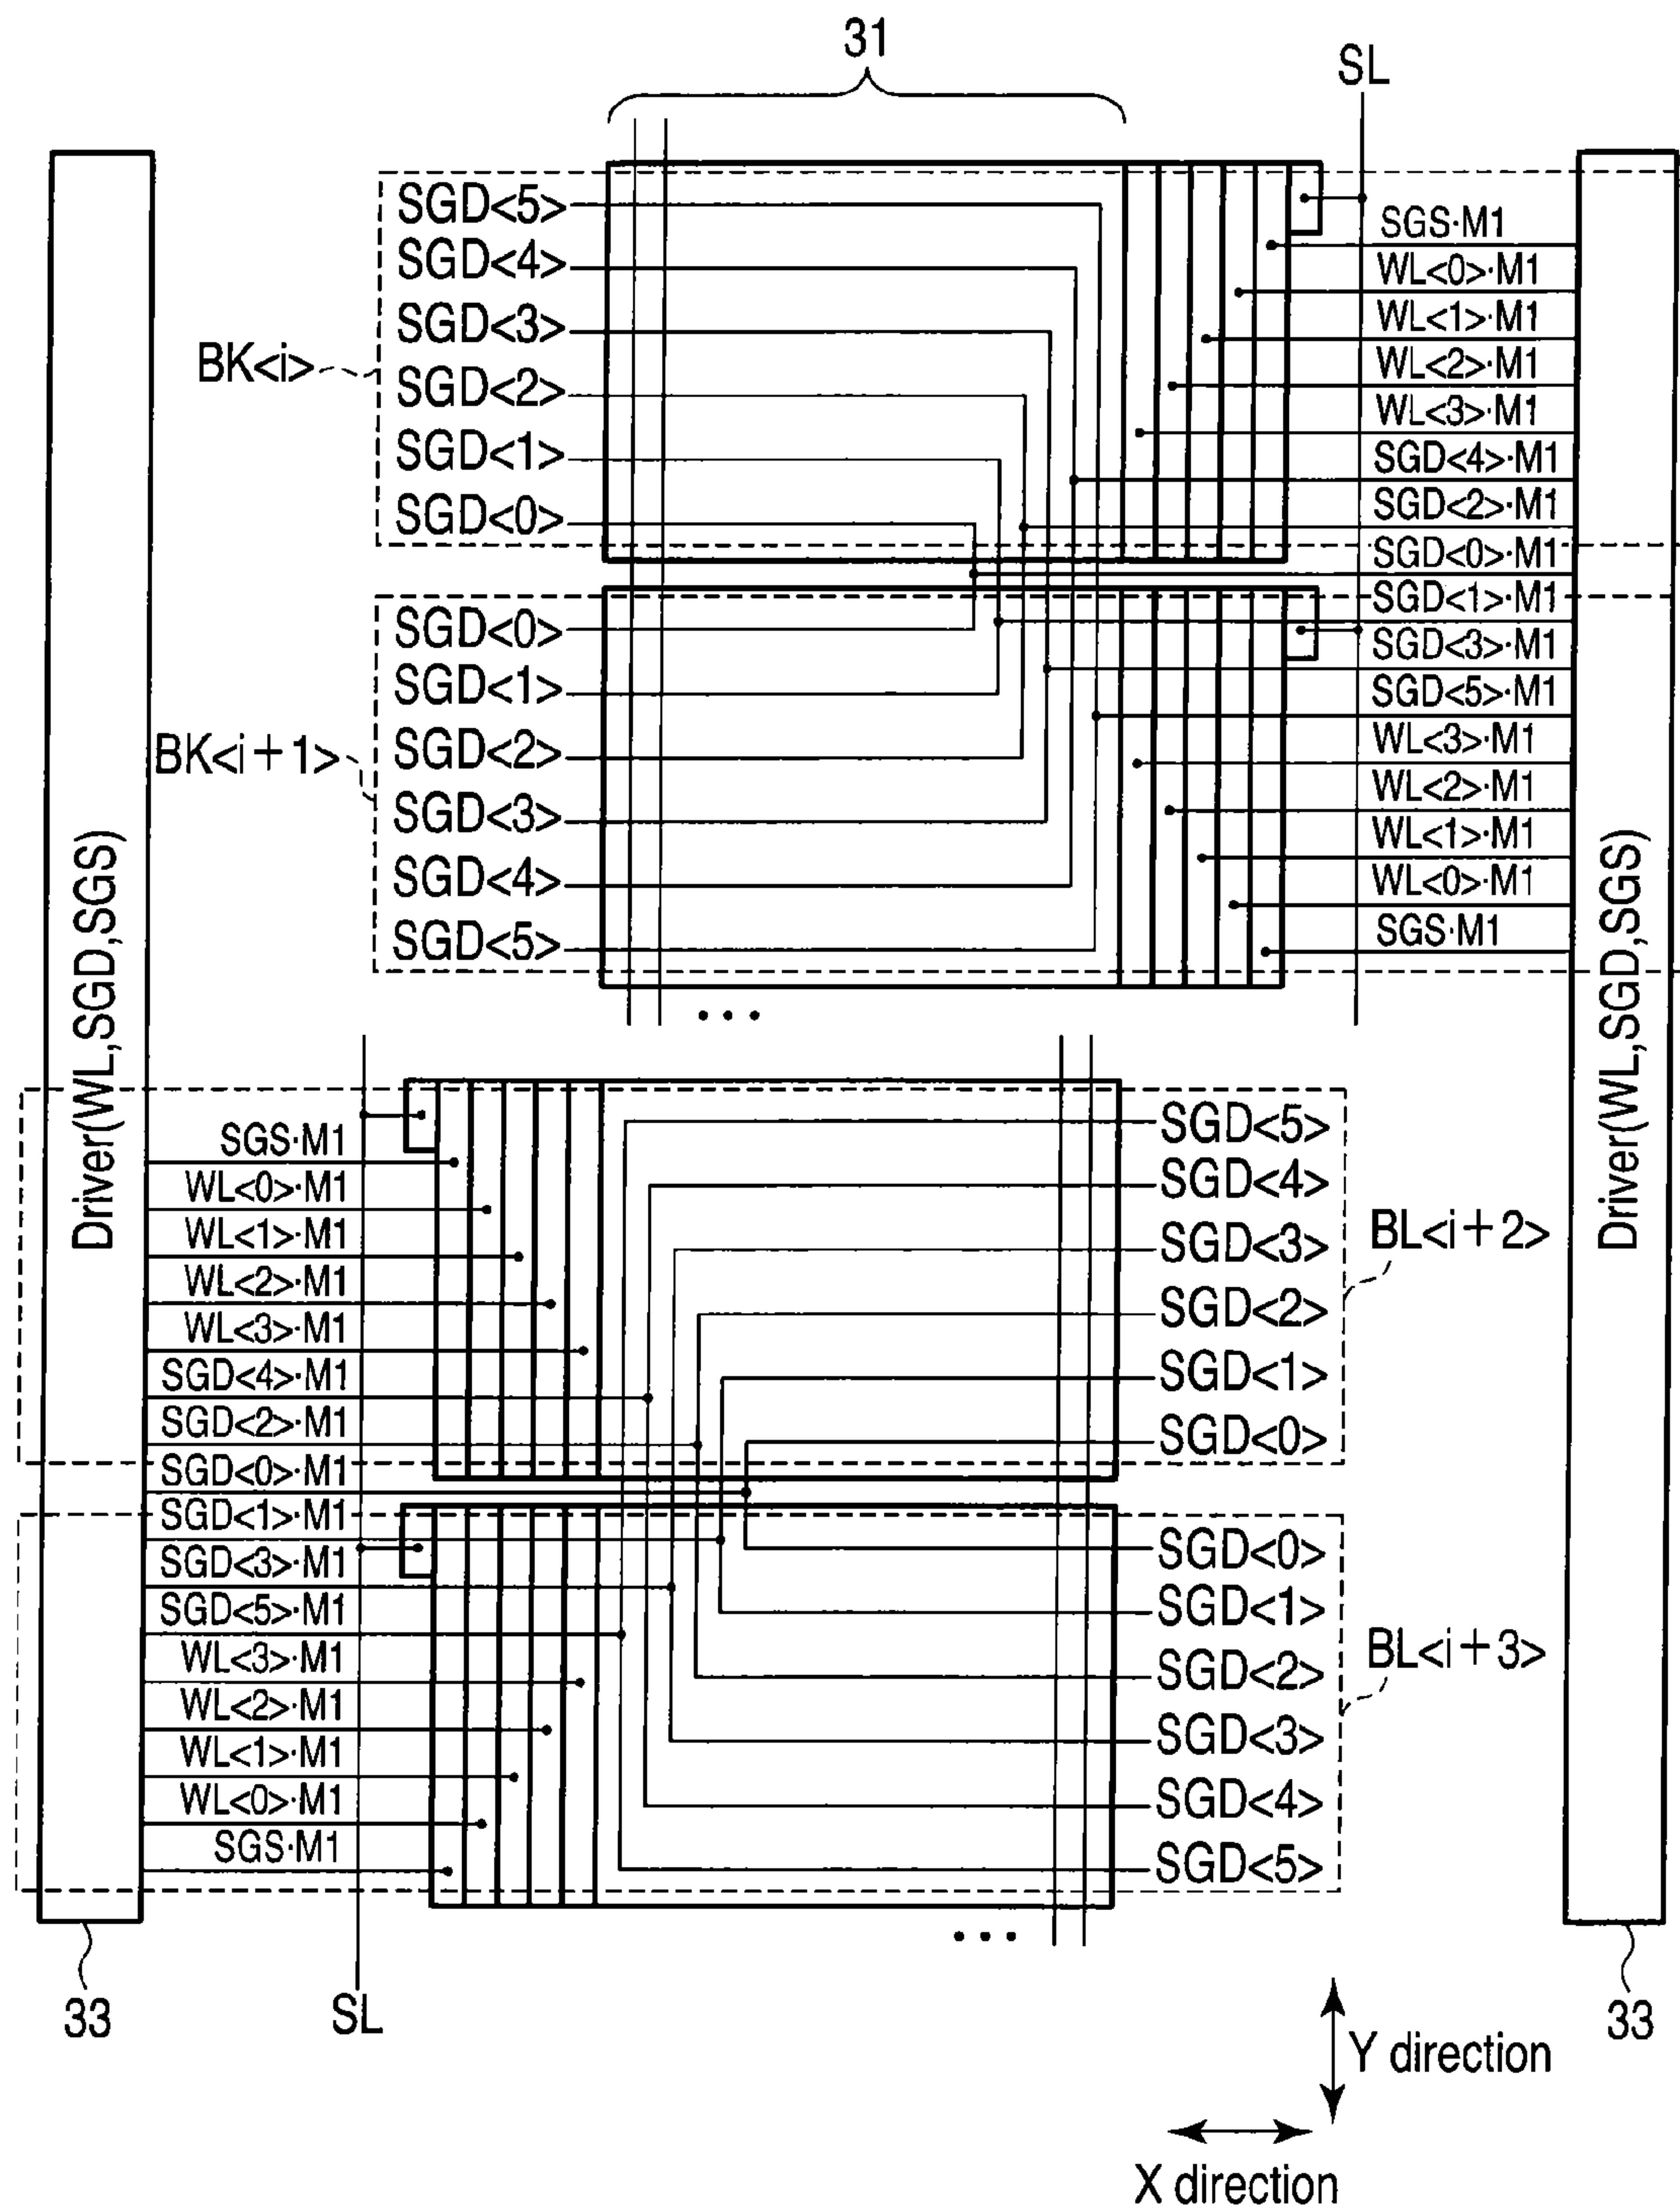 31
SL
SGD<5>
SGD<4>
SGD<3>
SGD<2>
SGD<1>
SGD<0>
BK<i>
SGS·M1
WL<0>·M1
WL<1>·M1
WL<2>·M1
WL<3>·M1
SGD<4>·M1
SGD<2>·M1
SGD<0>·M1
SGD<1>·M1
SGD<3>·M1
SGD<5>·M1
WL<3>·M1
WL<2>·M1
WL<1>·M1
WL<0>·M1
SGS·M1
SGD<0>
SGD<1>
SGD<2>
SGD<3>
SGD<4>
SGD<5>
BK<i+1>
Driver(WL,SGD,SGS)
Driver(WL,SGD,SGS)
...
SGS·M1
WL<0>·M1
WL<1>·M1
WL<2>·M1
WL<3>·M1
SGD<4>·M1
SGD<2>·M1
SGD<0>·M1
SGD<1>·M1
SGD<3>·M1
SGD<5>·M1
WL<3>·M1
WL<2>·M1
WL<1>·M1
WL<0>·M1
SGS·M1
SGD<5>
SGD<4>
SGD<3>
SGD<2>
SGD<1>
SGD<0>
BL<i+2>
SGD<0>
SGD<1>
SGD<2>
SGD<3>
SGD<4>
SGD<5>
BL<i+3>
...
33
SL
33
Y direction
X direction